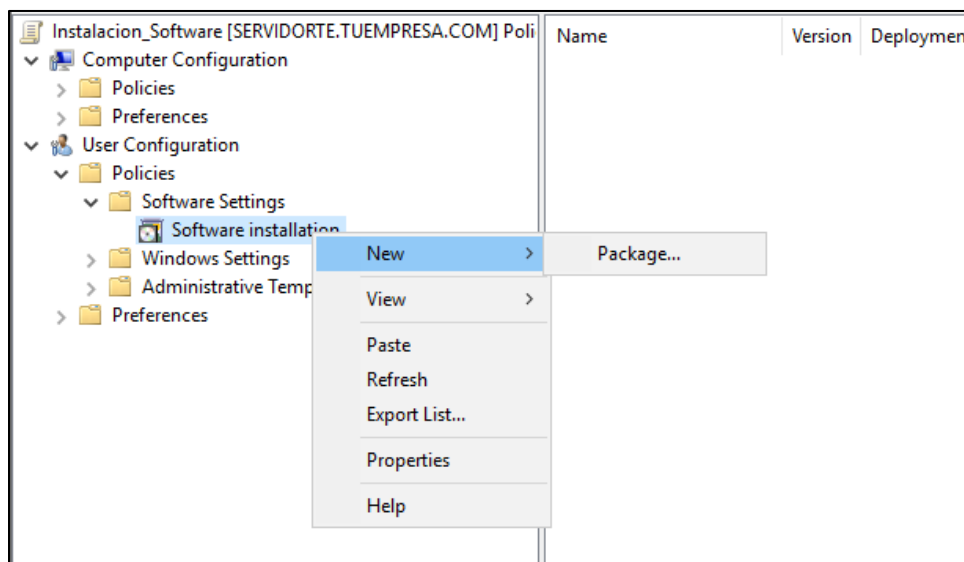 Instalacion_Software [SERVIDORTE.TUEMPRESA.COM] Poli
Name
Version
Deploymen
Computer Configuration
Policies
Preferences
User Configuration
Policies
Software Settings
Software installation
Windows Settings
Administrative Temp
Preferences
New
Package...
View
Paste
Refresh
Export List...
Properties
Help